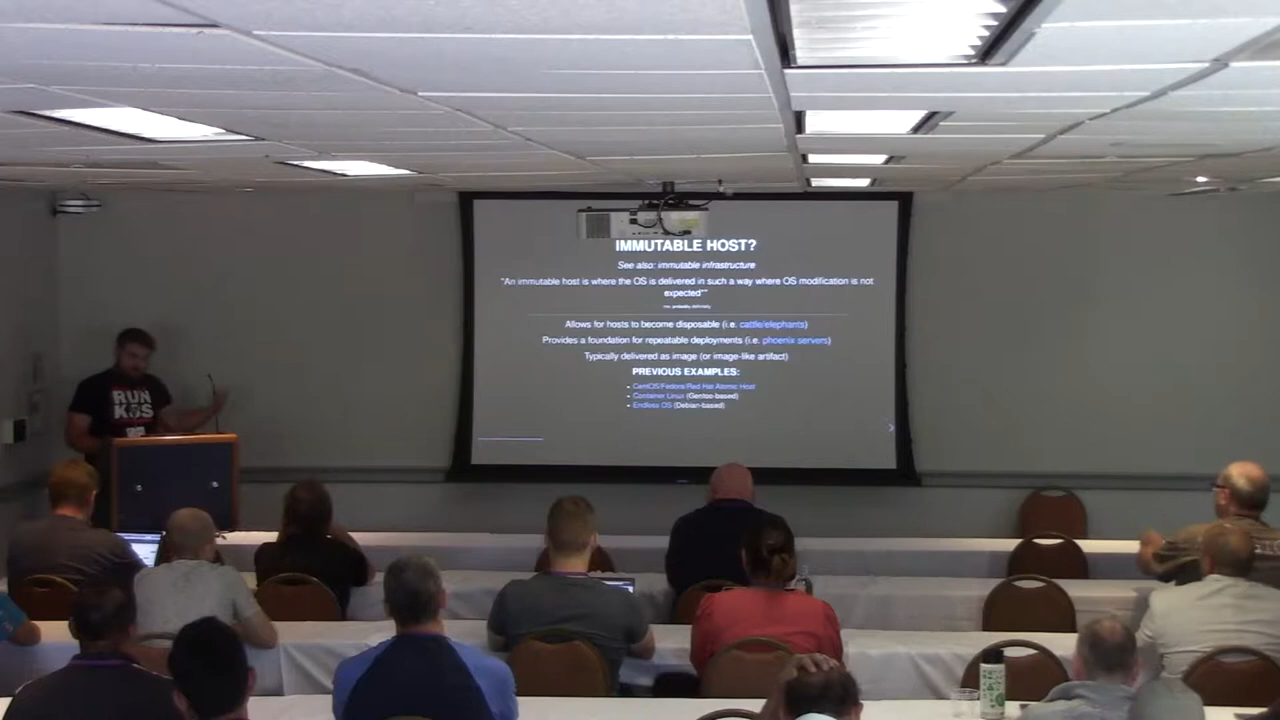 IMMUTABLE HOST?
See also: immutable infrastructure
"An immutable host is where the OS is delivered in such a way where OS modification is not
expected"
Allows for hosts to become disposable (i.e. cattle/elephants)
Provides a foundation for repeatable deployments (i.e. phoenix servers)
Typically delivered as image (or image-like artifact)
PREVIOUS EXAMPLES:
CentOS/Fedora/Red Hat Atomic Host
Container Linux (Gentoo-based)
Endless OS (Debian-based)
RUN
K8S